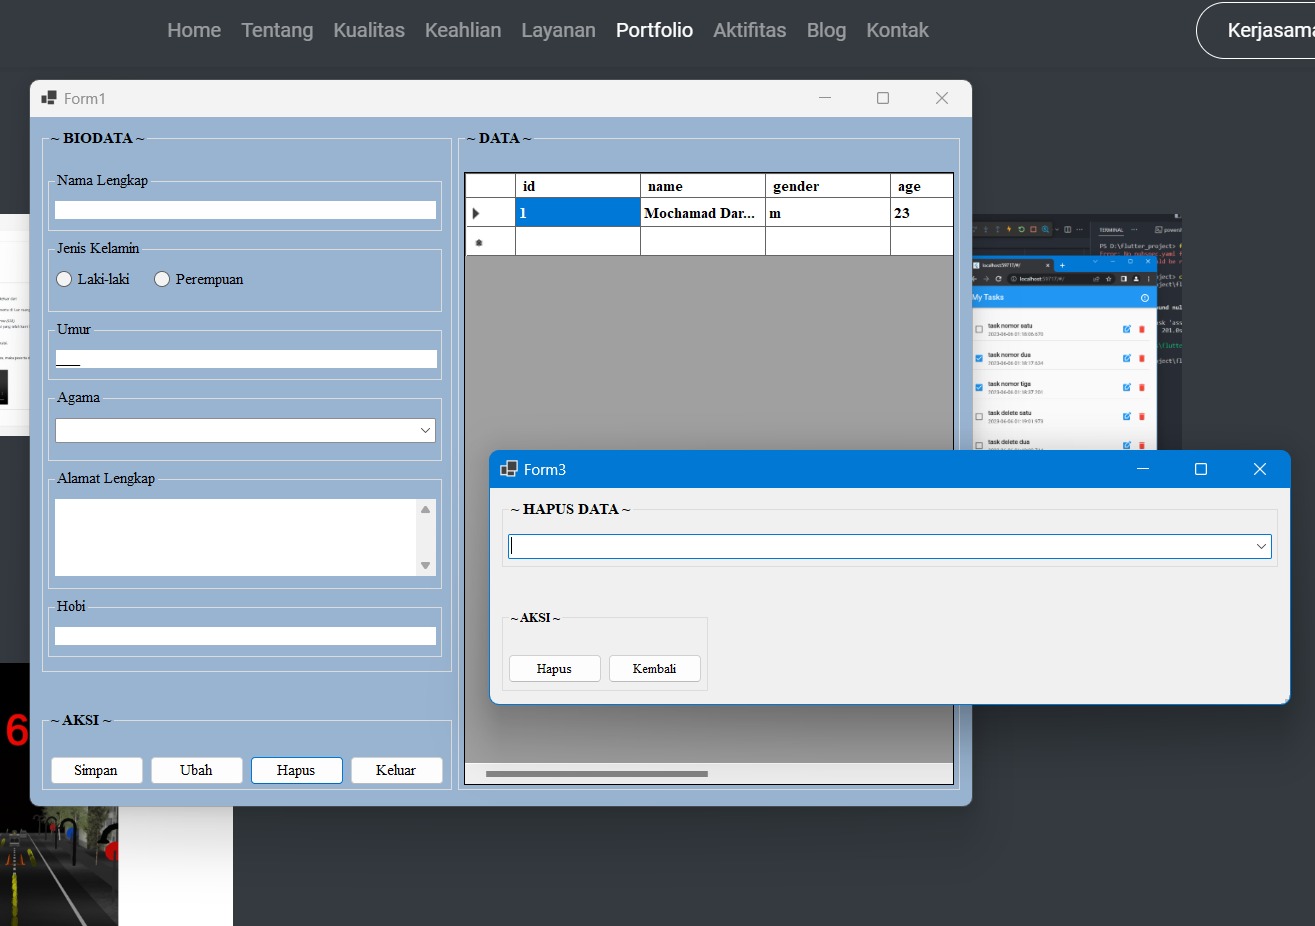 Home Tentang Kualitas Keahlian Layanan Portfolio Aktifitas Blog Kontak
Form1
~ BIODATA ~
Nama Lengkap
Jenis Kelamin
Laki-laki Perempuan
Umur
___
Agama
Alamat Lengkap
Hobi
~ AKSI ~
Simpan Ubah Hapus Keluar
~ DATA ~
id name gender age
1 Mochamad Dar... m 23
Form3
~ HAPUS DATA ~
~ AKSI ~
Hapus Kembali
TERMINAL
My Tasks
task nomor satu
task nomor dua
task nomor tiga
task delete satu
task delete dua
6